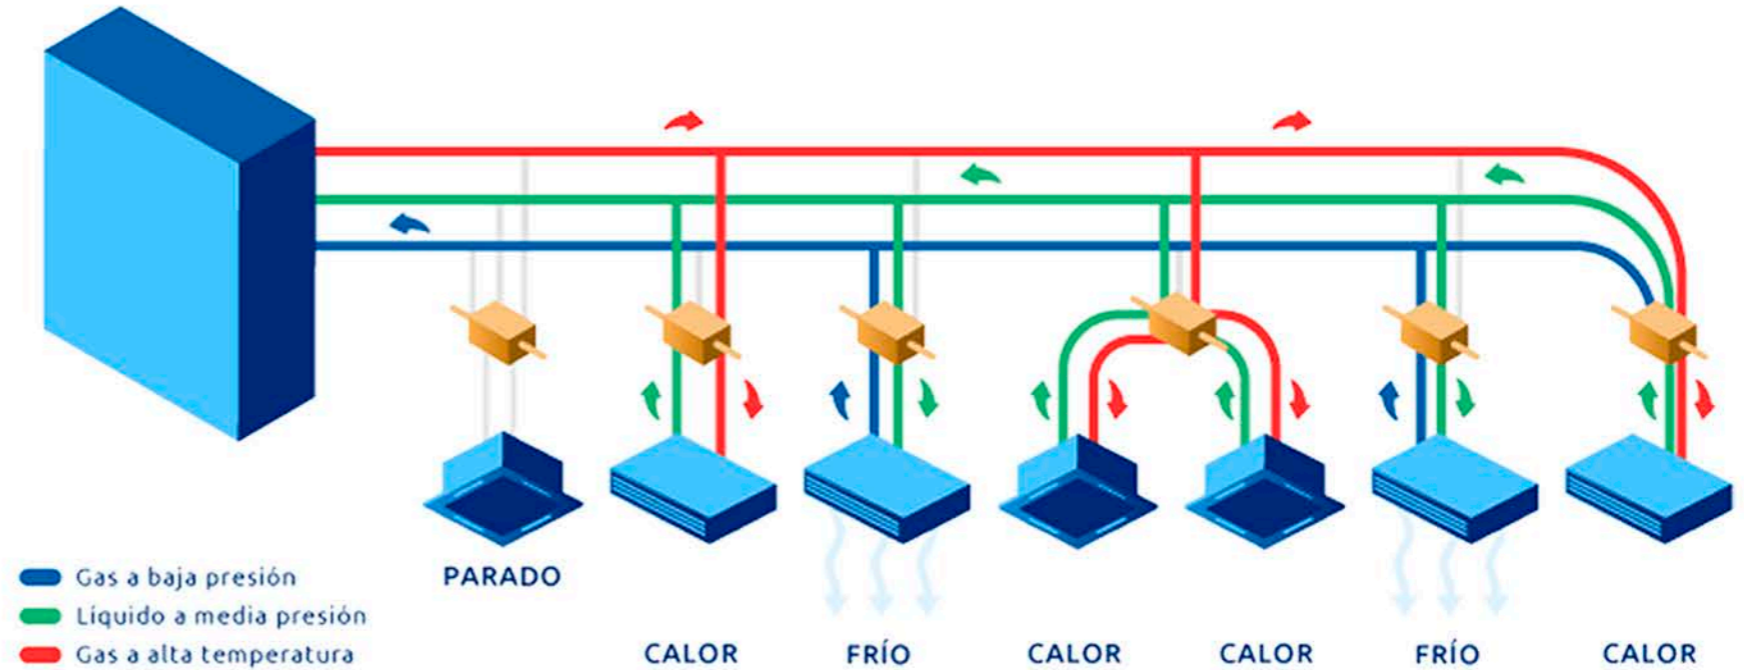 PARADO
Gas a baja presión
Líquido a media presión
Gas a alta temperatura
CALOR
FRÍO
CALOR
CALOR
FRÍO
CALOR